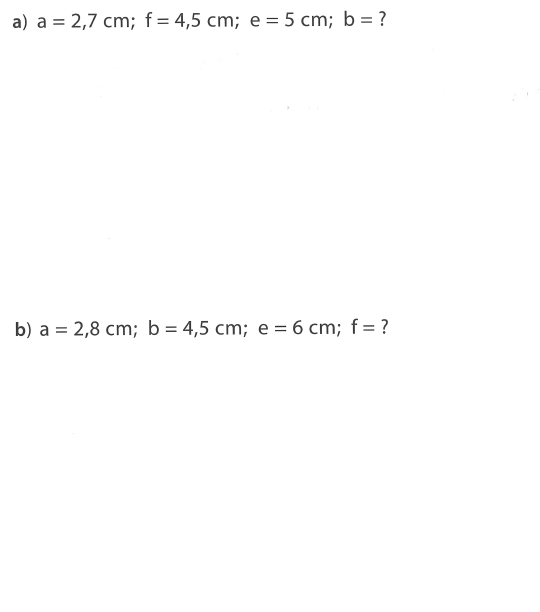 a) a = 2,7 cm; f = 4,5 cm; e = 5 cm; b = ?
b) a = 2,8 cm; b = 4,5 cm; e = 6 cm; f = ?